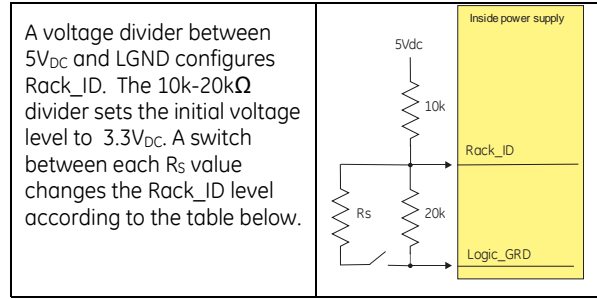 A voltage divider between
5VDC and LGND configures
Rack_ID. The 10k-20kΩ
divider sets the initial voltage
level to 3.3VDC. A switch
between each RS value
changes the Rack_ID level
according to the table below.
Inside power supply
5Vdc
10k
Rack_ID
Rs
20k
Logic_GRD